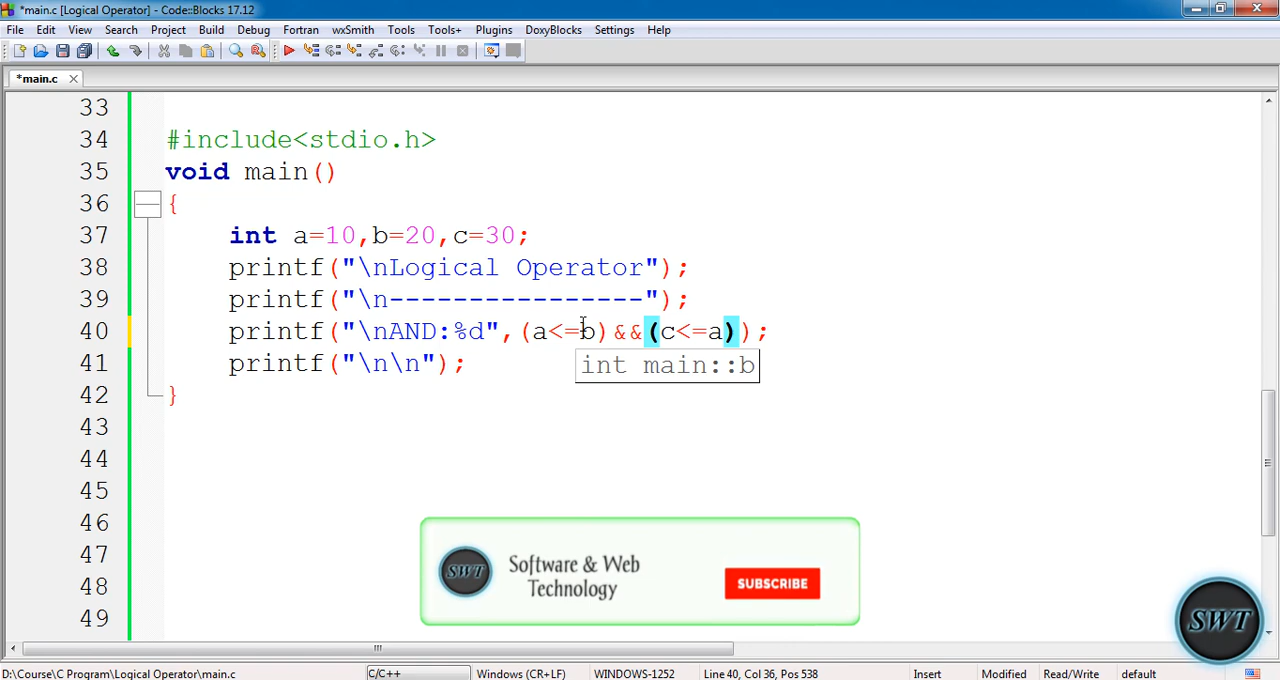 *main.c [Logical Operator] - Code::Blocks 17.12
File Edit View Search Project Build Debug Fortran wxSmith Tools Tools+ Plugins DoxyBlocks Settings Help
*main.c
33
34 #include<stdio.h>
35 void main()
36 {
37 int a=10,b=20,c=30;
38 printf("\nLogical Operator");
39 printf("\n----------------");
40 printf("\nAND:%d",(a<=b)&&(c<=a));
41 printf("\n\n");
int main::b
42 }
43
44
45
46
47
48
49
SWT
Software & Web
Technology
SUBSCRIBE
SWT
D:\Course\C Program\Logical Operator\main.c C/C++ Windows (CR+LF) WINDOWS-1252 Line 40, Col 36, Pos 538 Insert Modified Read/Write default